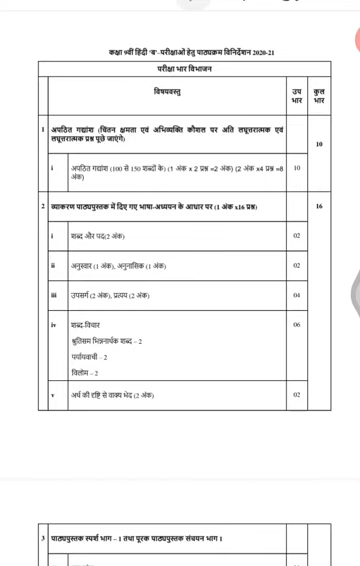 कक्षा 9वीं हिंदी 'ब'- परीक्षाओं हेतु पाठ्यक्रम विनिर्देशन 2020-21
परीक्षा भार विभाजन
विषयवस्तु उप भार कुल भार
1 अपठित गद्यांश (चिंतन क्षमता एवं अभिव्यक्ति कौशल पर अति लघूत्तरात्मक एवं
लघूत्तरात्मक प्रश्न पूछे जाएंगे)
10
i अपठित गद्यांश (100 से 150 शब्दों के) (1 अंक x 2 प्रश्न =2 अंक) (2 अंक x4 प्रश्न =8 10
अंक)
2 व्याकरण पाठ्यपुस्तक में दिए गए भाषा-अध्ययन के आधार पर (1 अंक x16 प्रश्न) 16
i शब्द और पद(2 अंक) 02
ii अनुस्वार (1 अंक), अनुनासिक (1 अंक) 02
iii उपसर्ग (2 अंक), प्रत्यय (2 अंक) 04
iv शब्द-विचार 06
श्रुतिसम भिन्नार्थक शब्द – 2
पर्यायवाची – 2
विलोम – 2
v अर्थ की दृष्टि से वाक्य भेद (2 अंक) 02
3 पाठ्यपुस्तक स्पर्श भाग – 1 तथा पूरक पाठ्यपुस्तक संचयन भाग 1